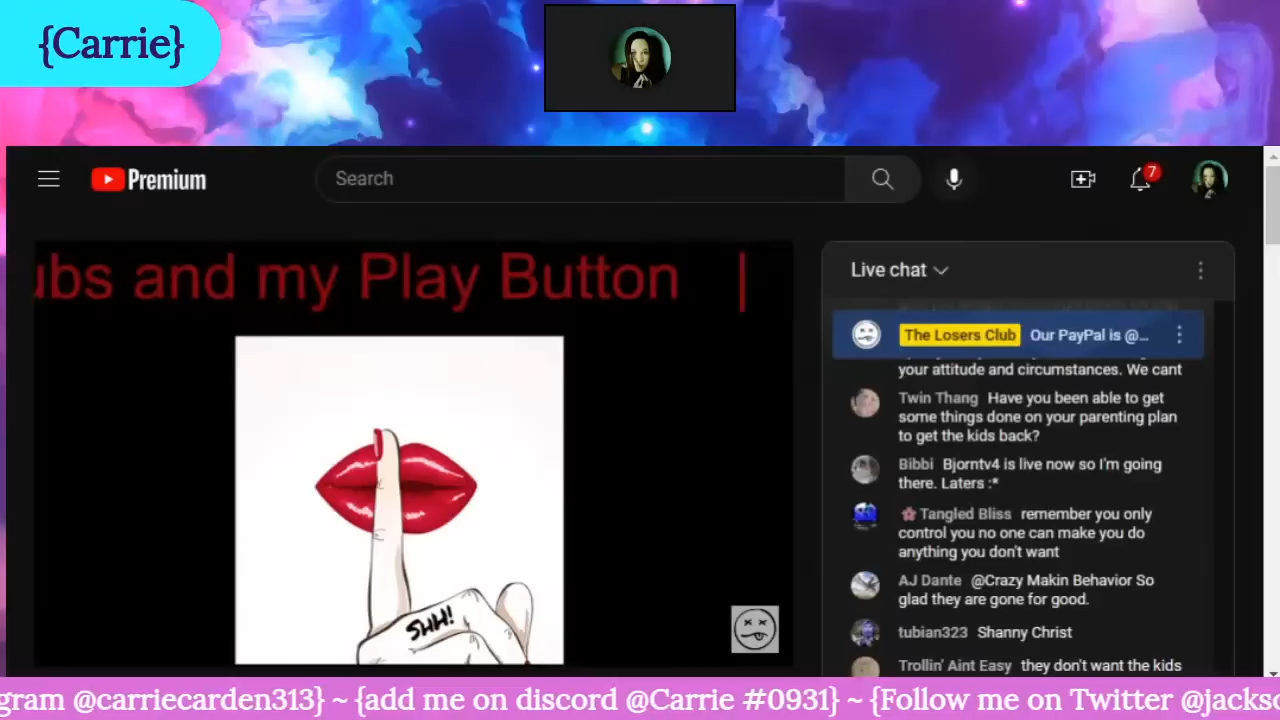 {Carrie}
Premium
Search
7
ubs and my Play Button |
SHH!
Live chat
The Losers Club Our PayPal is @...
your attitude and circumstances. We cant
Twin Thang Have you been able to get
some things done on your parenting plan
to get the kids back?
Bibbi Bjorntv4 is live now so I'm going
there. Laters :*
🌸 Tangled Bliss remember you only
control you no one can make you do
anything you don't want
AJ Dante @Crazy Makin Behavior So
glad they are gone for good.
tubian323 Shanny Christ
Trollin' Aint Easy they don't want the kids
gram @carriecarden313} ~ {add me on discord @Carrie #0931} ~ {Follow me on Twitter @jackso